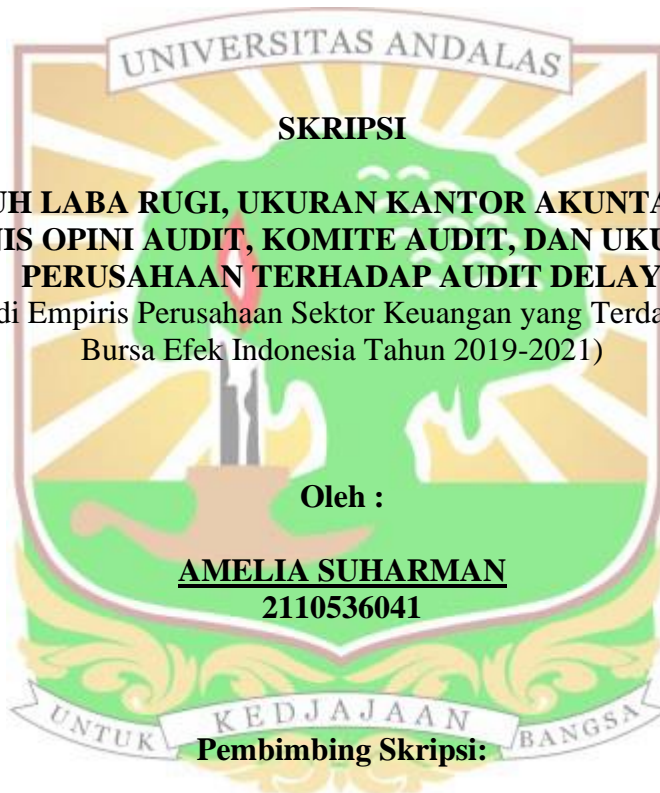 UNIVERSITAS ANDALAS
SKRIPSI
UH LABA RUGI, UKURAN KANTOR AKUNTA
NIS OPINI AUDIT, KOMITE AUDIT, DAN UKU
PERUSAHAAN TERHADAP AUDIT DELAY
di Empiris Perusahaan Sektor Keuangan yang Terda
Bursa Efek Indonesia Tahun 2019-2021)
Oleh :
AMELIA SUHARMAN
2110536041
UNTUK KEDJAJAAN BANGSA
Pembimbing Skripsi: